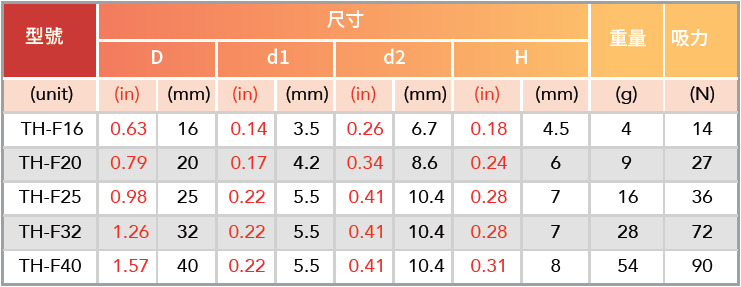 型號 尺寸 重量 吸力
D d1 d2 H
(unit) (in) (mm) (in) (mm) (in) (mm) (in) (mm) (g) (N)
TH-F16 0.63 16 0.14 3.5 0.26 6.7 0.18 4.5 4 14
TH-F20 0.79 20 0.17 4.2 0.34 8.6 0.24 6 9 27
TH-F25 0.98 25 0.22 5.5 0.41 10.4 0.28 7 16 36
TH-F32 1.26 32 0.22 5.5 0.41 10.4 0.28 7 28 72
TH-F40 1.57 40 0.22 5.5 0.41 10.4 0.31 8 54 90